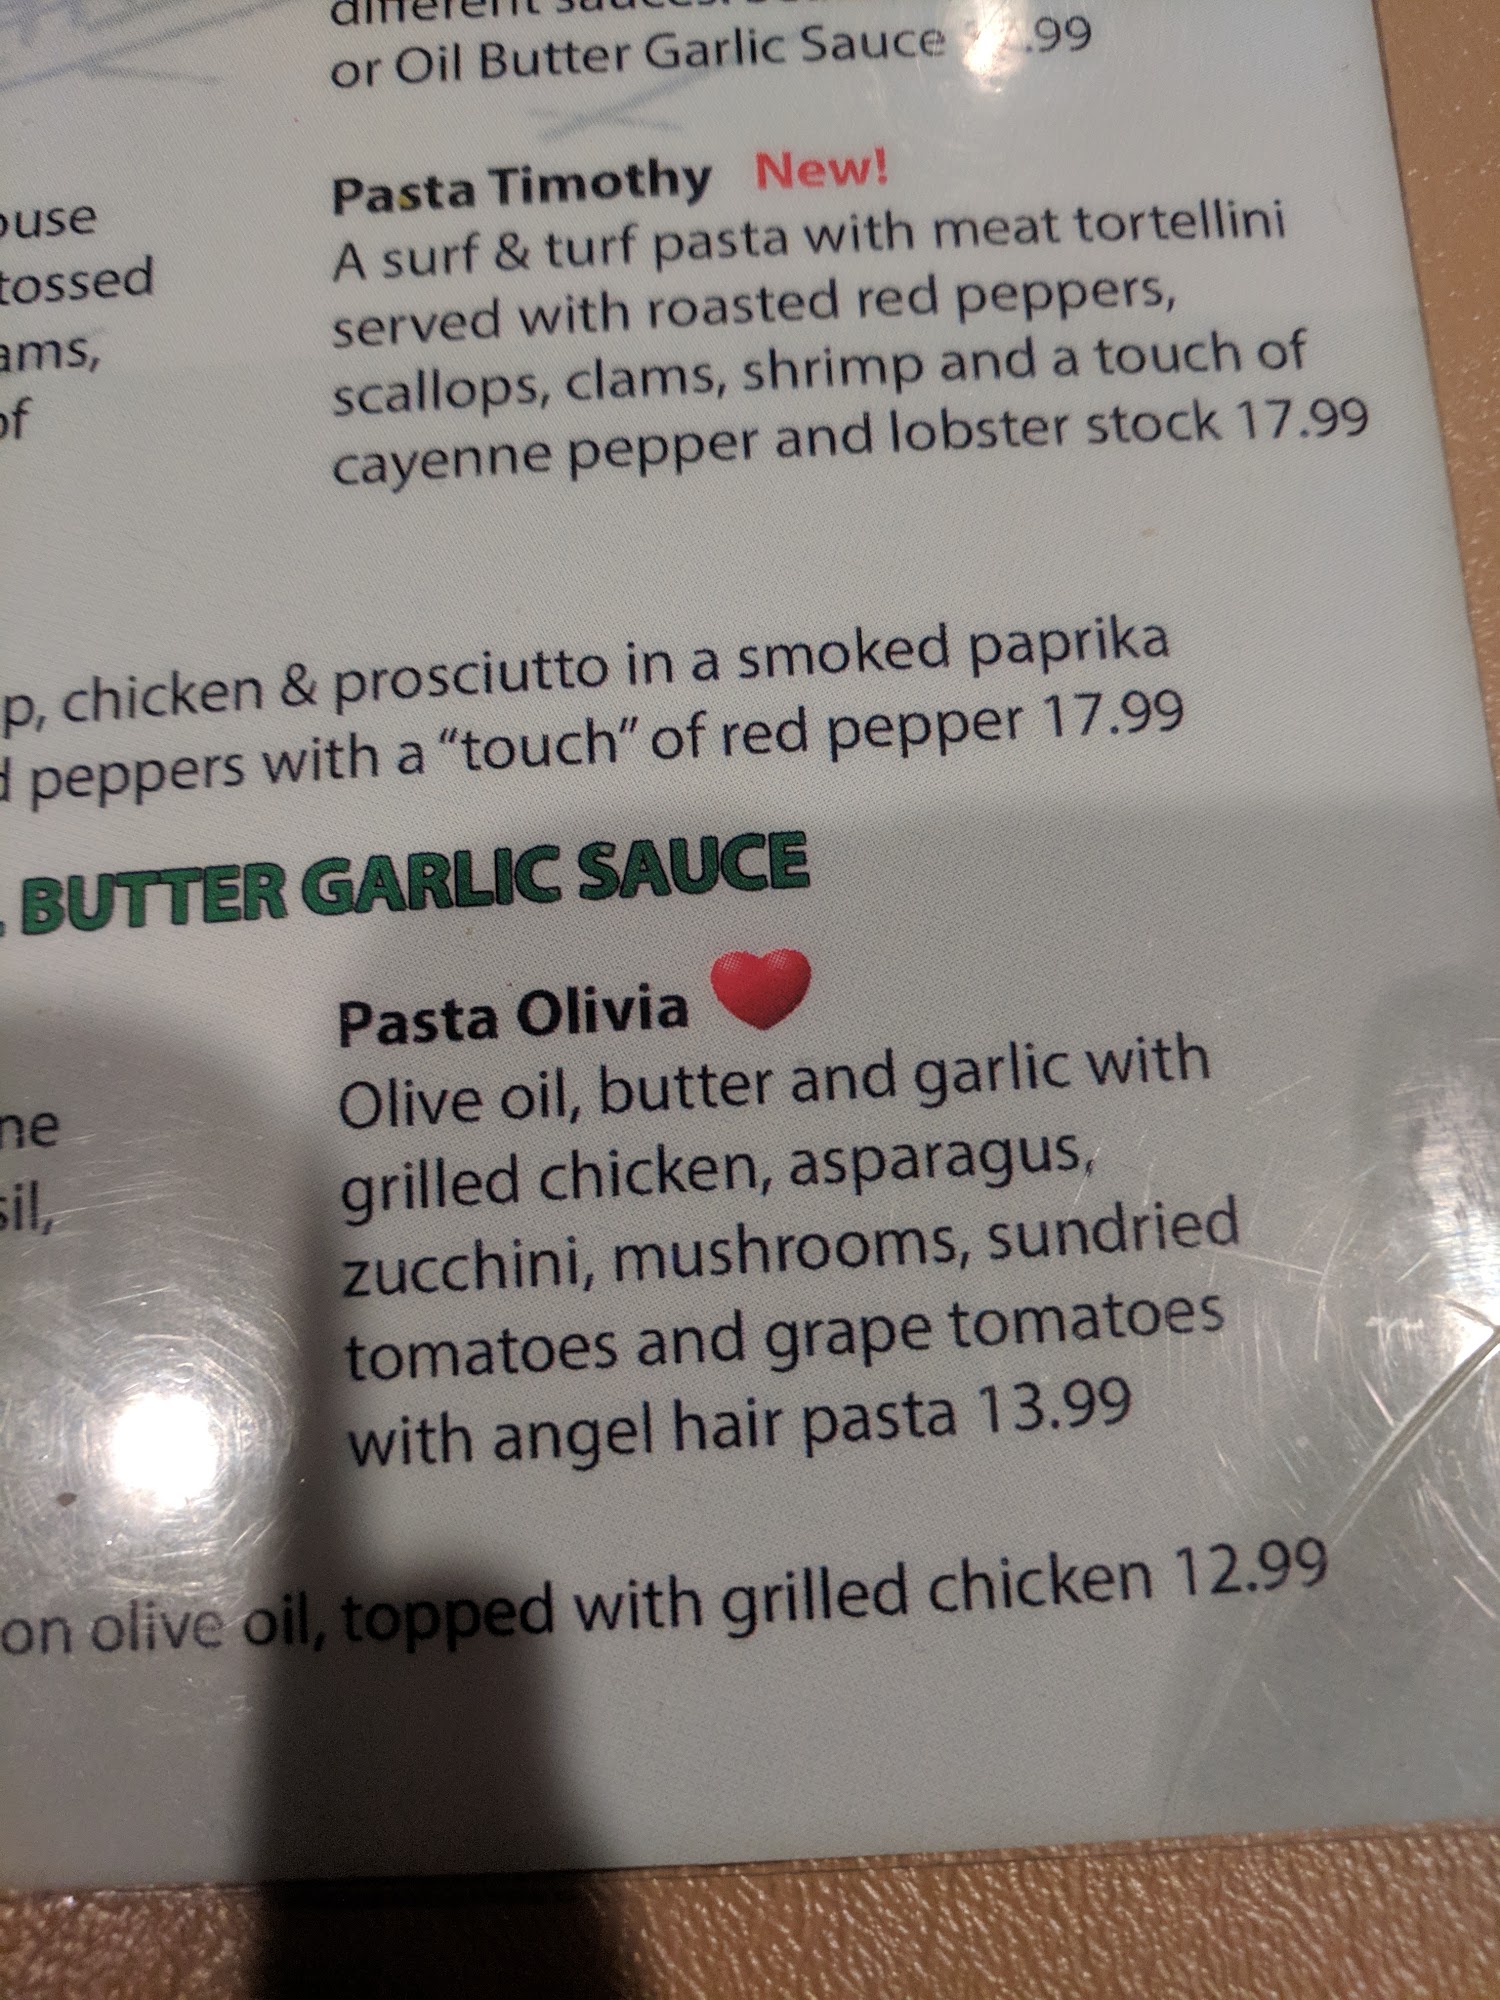 different sauces.
or Oil Butter Garlic Sauce .99
Pasta Timothy New!
A surf & turf pasta with meat tortellini
served with roasted red peppers,
scallops, clams, shrimp and a touch of
cayenne pepper and lobster stock 17.99
ouse
tossed
ams,
of
p, chicken & prosciutto in a smoked paprika
d peppers with a “touch” of red pepper 17.99
BUTTER GARLIC SAUCE
Pasta Olivia
Olive oil, butter and garlic with
grilled chicken, asparagus,
zucchini, mushrooms, sundried
tomatoes and grape tomatoes
with angel hair pasta 13.99
ne
sil,
on olive oil, topped with grilled chicken 12.99